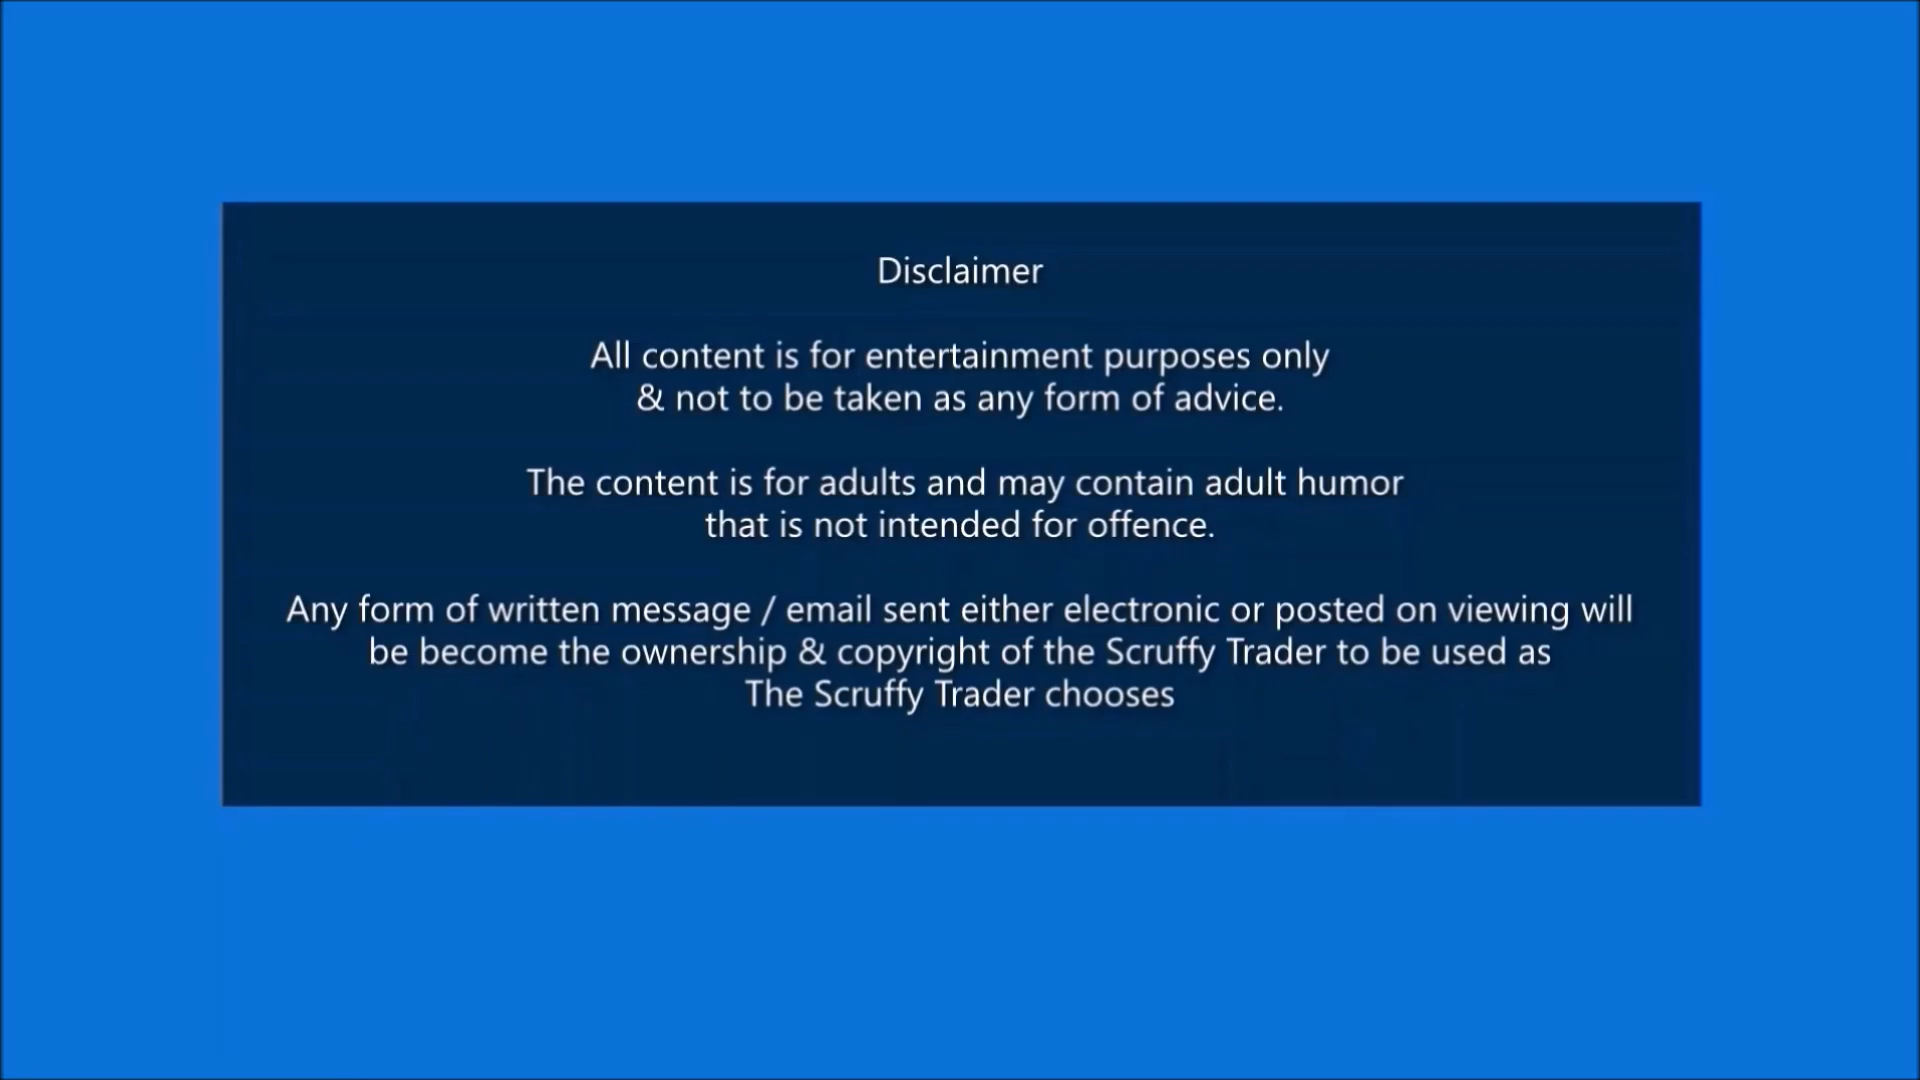 Disclaimer
All content is for entertainment purposes only
& not to be taken as any form of advice.
The content is for adults and may contain adult humor
that is not intended for offence.
Any form of written message / email sent either electronic or posted on viewing will
be become the ownership & copyright of the Scruffy Trader to be used as
The Scruffy Trader chooses